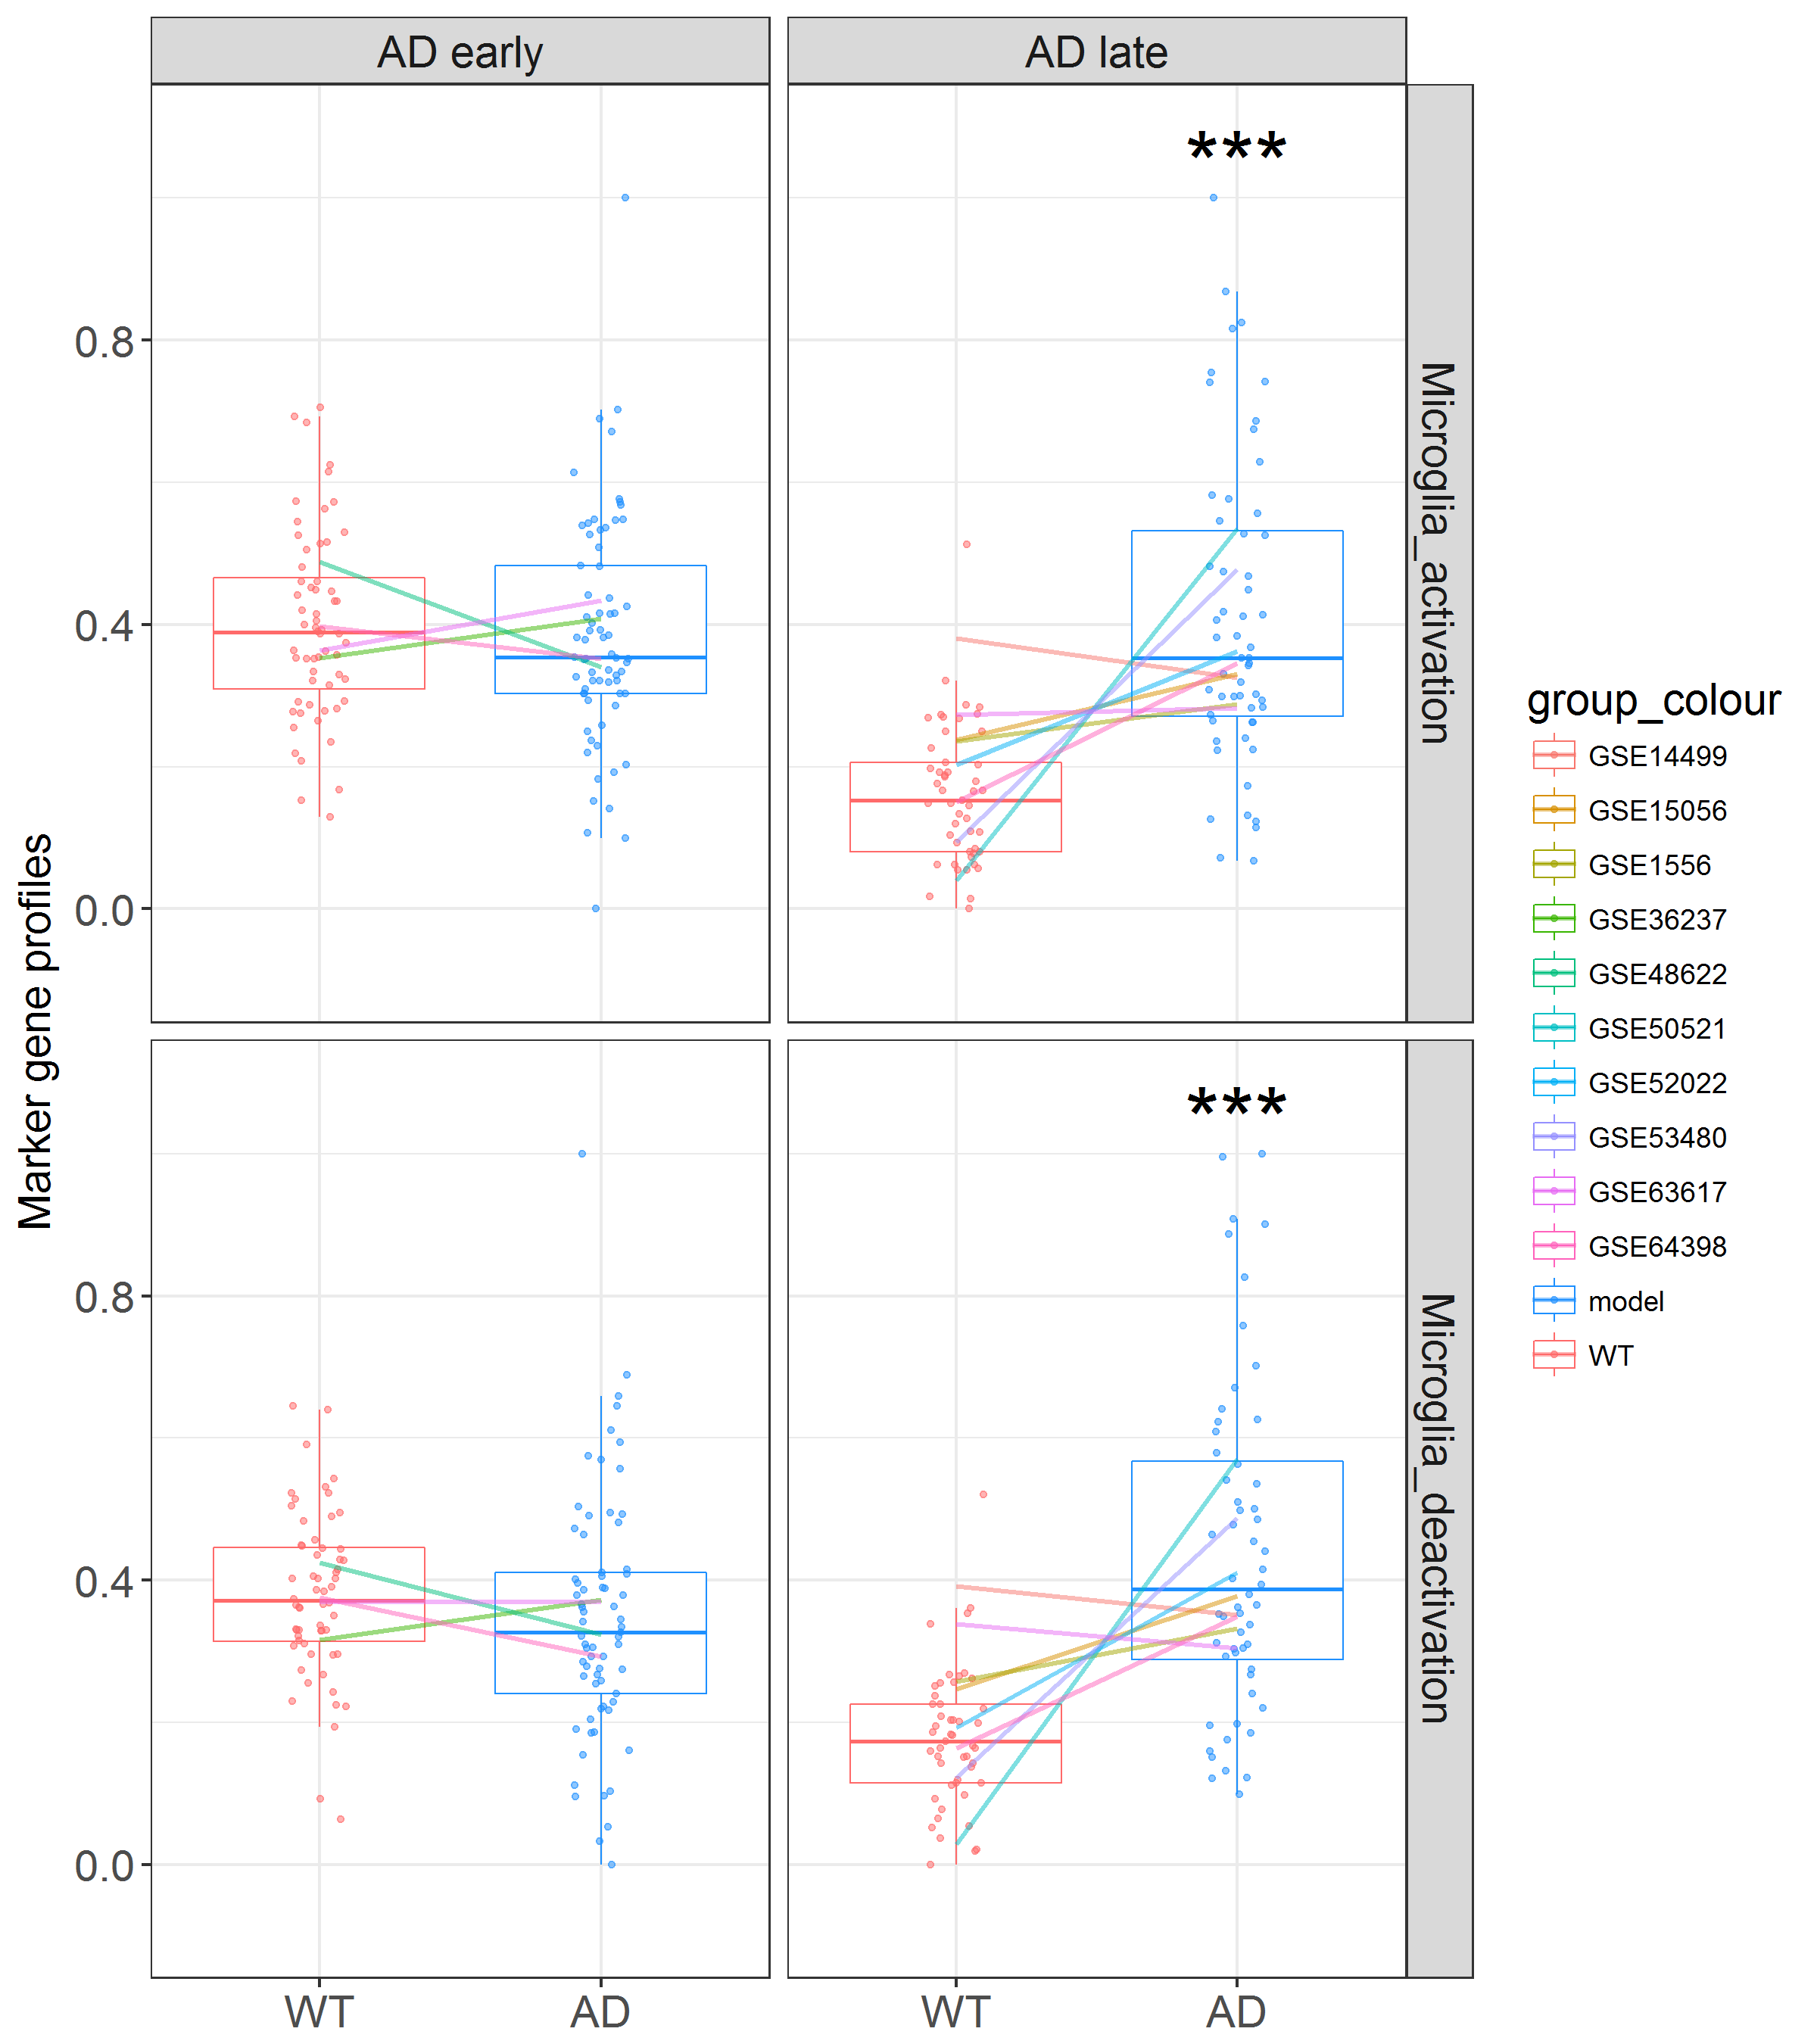 AD early
AD late
***
0.8
0.4
0.0
Microglia_activation
Marker gene profiles
***
0.8
0.4
0.0
Microglia_deactivation
WT
AD
WT
AD
group_colour
GSE14499
GSE15056
GSE1556
GSE36237
GSE48622
GSE50521
GSE52022
GSE53480
GSE63617
GSE64398
model
WT